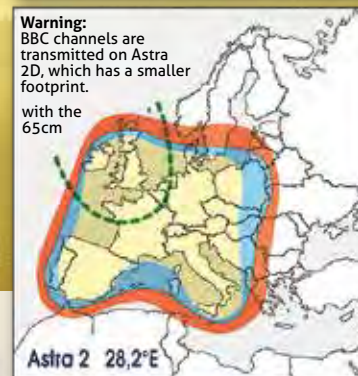 Warning:
BBC channels are
transmitted on Astra
2D, which has a smaller
footprint.
with the
65cm
Astra 2 28,2°E